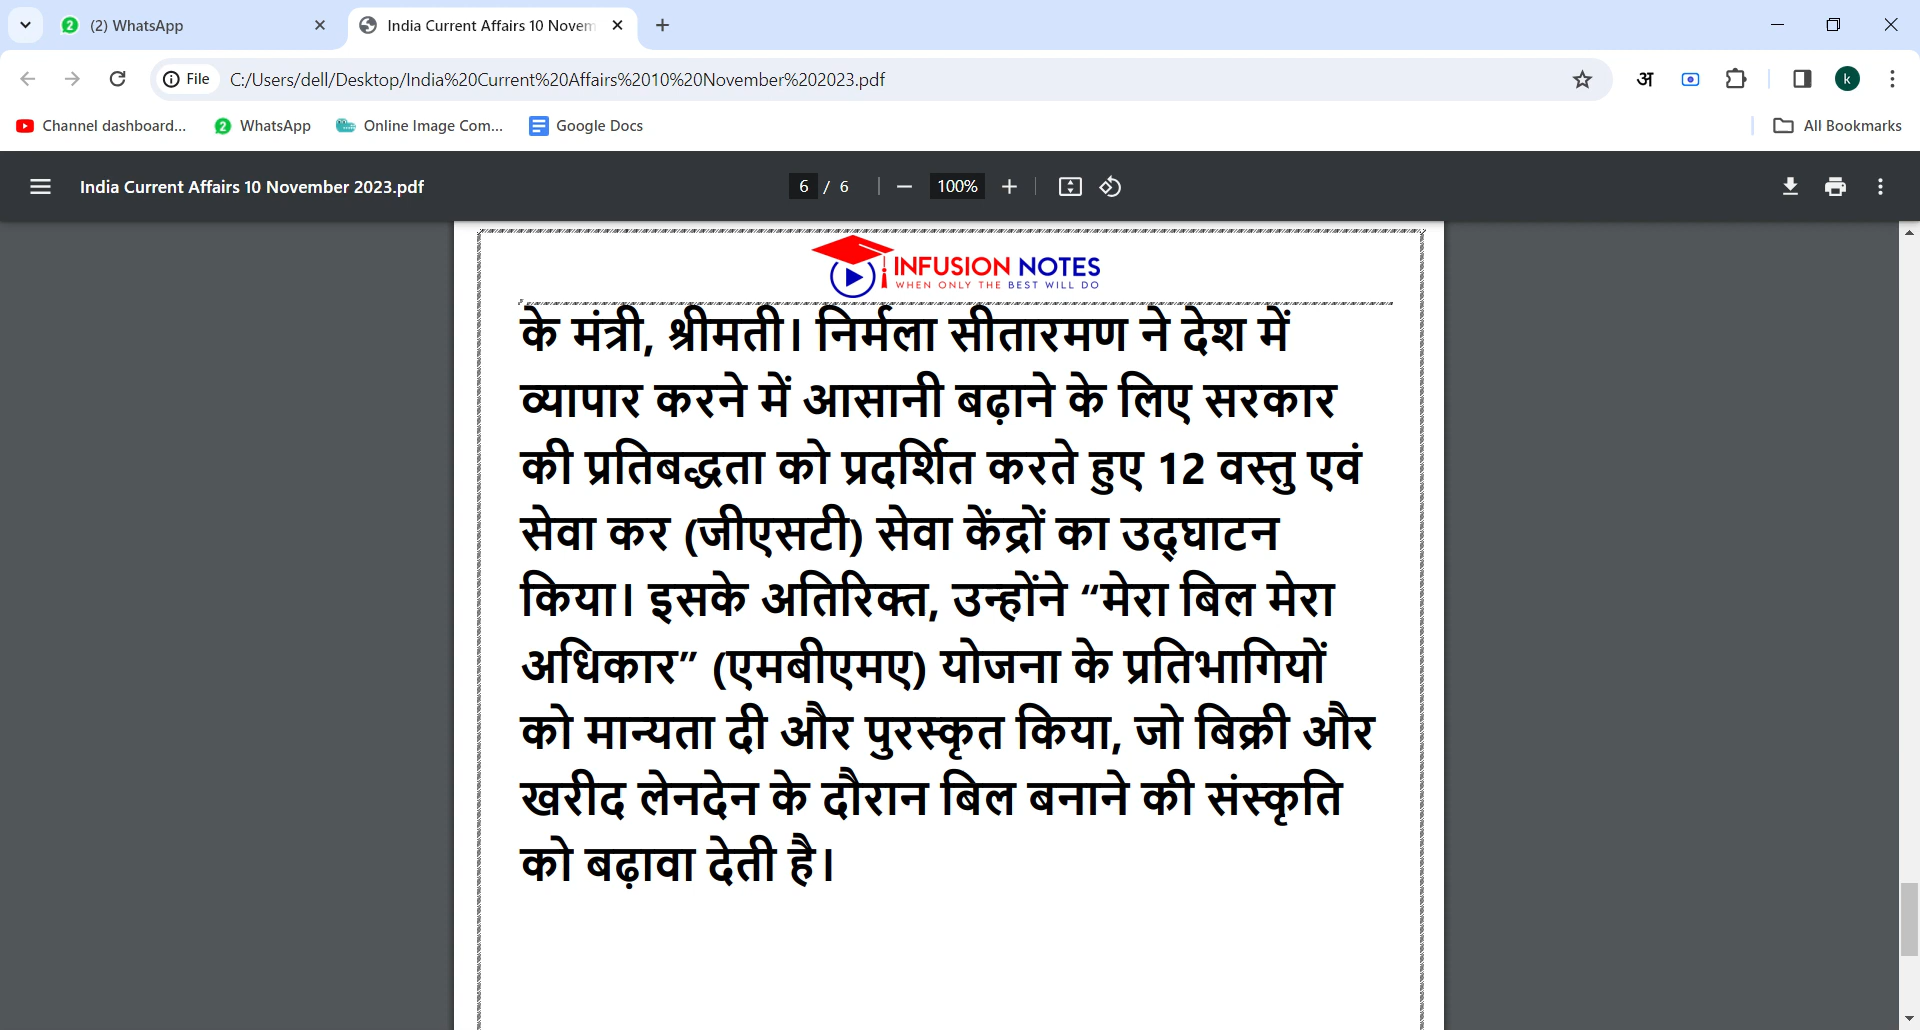 (2) WhatsApp
India Current Affairs 10 Novem
File C:/Users/dell/Desktop/India%20Current%20Affairs%2010%20November%202023.pdf
अ
k
Channel dashboard...
WhatsApp
Online Image Com...
Google Docs
All Bookmarks
India Current Affairs 10 November 2023.pdf
6 / 6
100%
INFUSION NOTES
WHEN ONLY THE BEST WILL DO
के मंत्री, श्रीमती। निर्मला सीतारमण ने देश में
व्यापार करने में आसानी बढ़ाने के लिए सरकार
की प्रतिबद्धता को प्रदर्शित करते हुए 12 वस्तु एवं
सेवा कर (जीएसटी) सेवा केंद्रों का उद्घाटन
किया। इसके अतिरिक्त, उन्होंने “मेरा बिल मेरा
अधिकार” (एमबीएमए) योजना के प्रतिभागियों
को मान्यता दी और पुरस्कृत किया, जो बिक्री और
खरीद लेनदेन के दौरान बिल बनाने की संस्कृति
को बढ़ावा देती है।